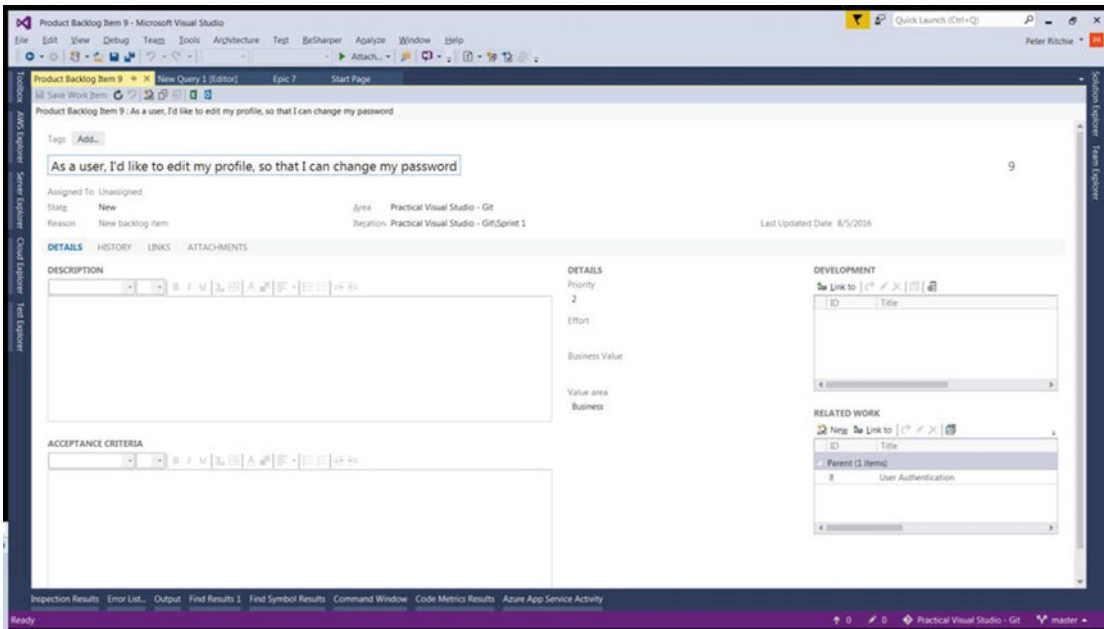 Product Backlog Item 9 - Microsoft Visual Studio
Quick Launch (Ctrl+Q)
File Edit View Debug Team Tools Architecture Test ReSharper Analyze Window Help
Peter Ritchie
Attach...
Product Backlog Item 9 New Query 1 [Editor] Epic 7 Start Page
Save Work Item
Product Backlog Item 9 : As a user, I'd like to edit my profile, so that I can change my password
Tags Add...
As a user, I'd like to edit my profile, so that I can change my password
9
Assigned To Unassigned
State New Area Practical Visual Studio - Git
Reason New backlog item Iteration Practical Visual Studio - Git\Sprint 1 Last Updated Date 8/5/2016
DETAILS HISTORY LINKS ATTACHMENTS
DESCRIPTION
DETAILS
Priority
2
Effort
Business Value
Value area
Business
DEVELOPMENT
Link to
ID Title
RELATED WORK
New Link to
ID Title
Parent (1 items)
8 User Authentication
ACCEPTANCE CRITERIA
Toolbox
AWS Explorer
Server Explorer
Cloud Explorer
Test Explorer
Solution Explorer
Team Explorer
Inspection Results Error List... Output Find Results 1 Find Symbol Results Command Window Code Metrics Results Azure App Service Activity
Ready
0 0 Practical Visual Studio - Git master